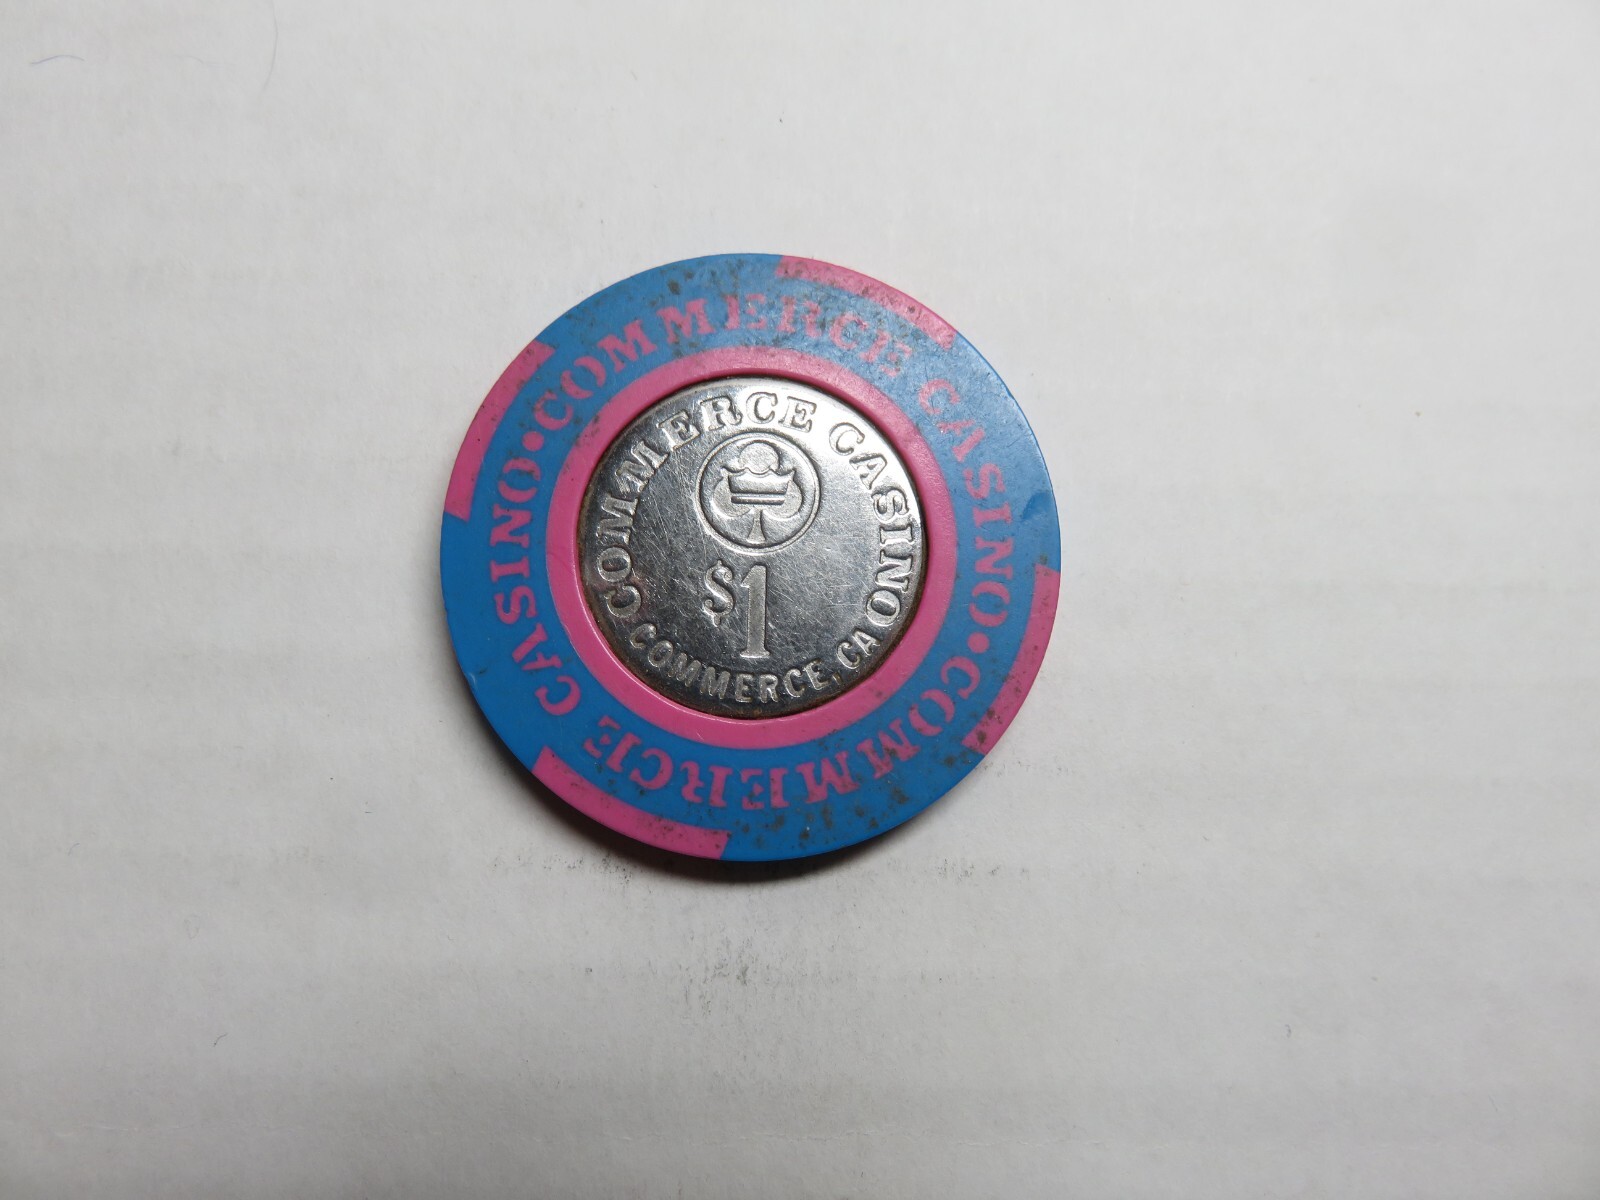 COMMERCE CASINO • COMMERCE CASINO •
COMMERCE CASINO
$1
COMMERCE, CA